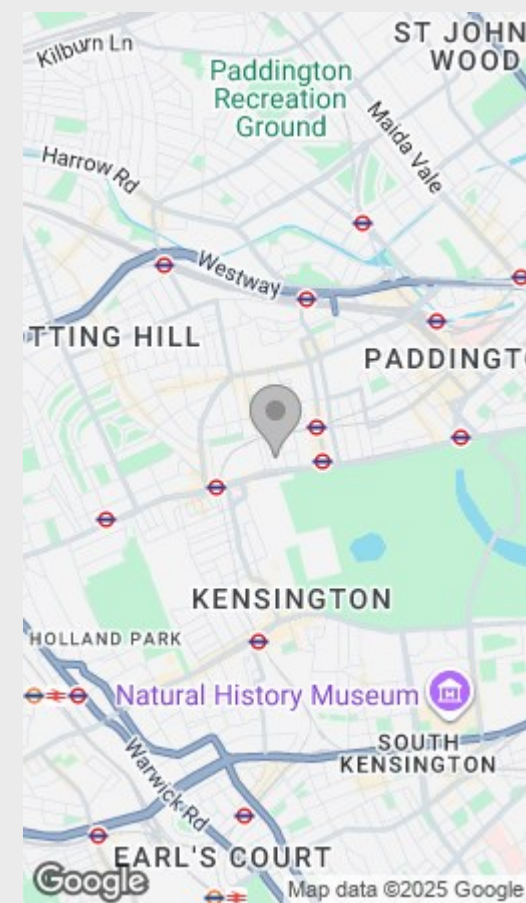 ST JOHN
WOOD
Kilburn Ln
Paddington
Recreation
Ground
Maida Vale
Harrow Rd
Westway
TTING HILL
PADDINGT
KENSINGTON
HOLLAND PARK
Natural History Museum
SOUTH
KENSINGTON
Warwick Rd
EARL'S COURT
Google
Map data ©2025 Google